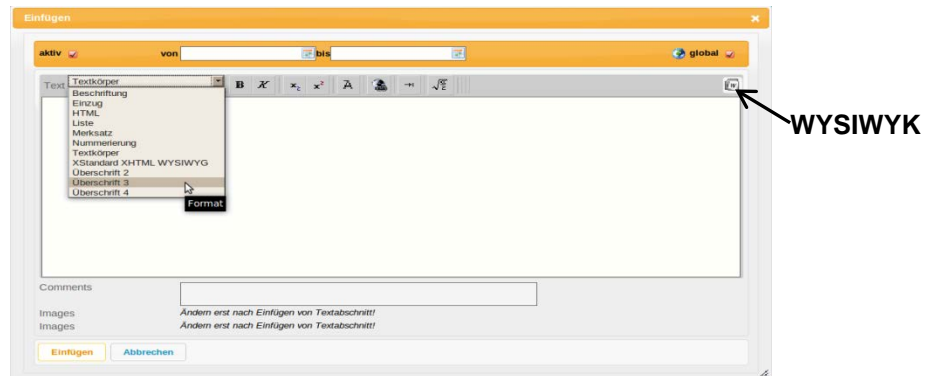 Einfügen
aktiv von bis global
Text Textkörper B K x₂ x² A
Beschriftung
Einzug
HTML
Liste
Merksatz
Nummerierung
Textkörper
XStandard XHTML WYSIWYG
Überschrift 2
Überschrift 3
Überschrift 4
Format
WYSIWYK
Comments
Images Ändern erst nach Einfügen von Textabschnitt!
Images Ändern erst nach Einfügen von Textabschnitt!
Einfügen Abbrechen